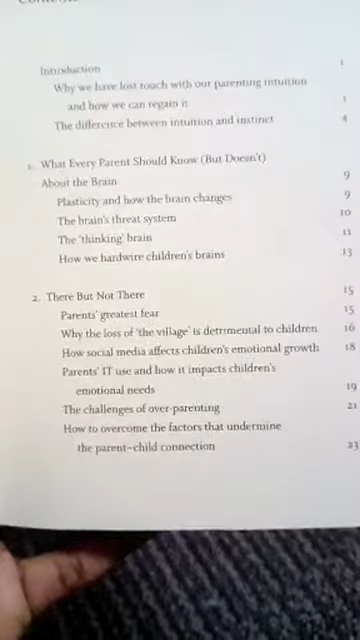 Introduction 1
Why we have lost touch with our parenting intuition
and how we can regain it 1
The difference between intuition and instinct 4
1. What Every Parent Should Know (But Doesn't)
About the Brain 9
Plasticity and how the brain changes 9
The brain's threat system 10
The 'thinking' brain 11
How we hardwire children's brains 13
2. There But Not There 15
Parents' greatest fear 15
Why the loss of 'the village' is detrimental to children 16
How social media affects children's emotional growth 18
Parents' IT use and how it impacts children's
emotional needs 19
The challenges of over-parenting 21
How to overcome the factors that undermine
the parent–child connection 23